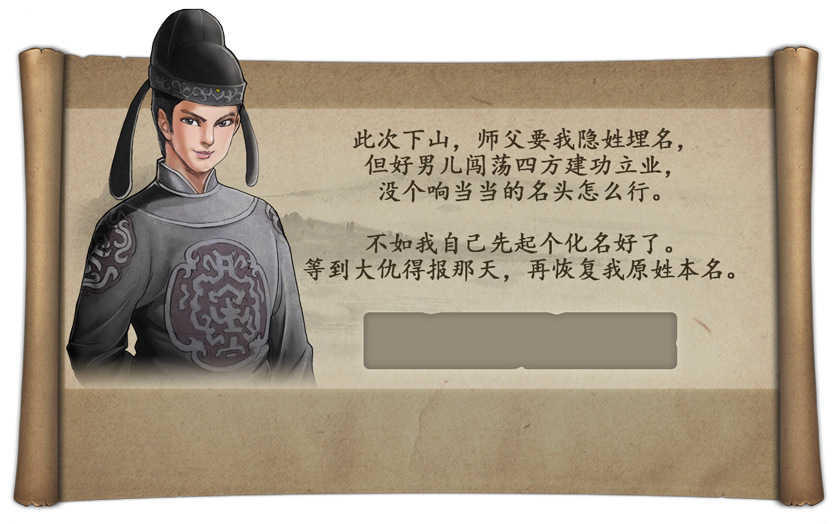 此次下山，师父要我隐姓埋名，
但好男儿闯荡四方建功立业，
没个响当当的名头怎么行。
不如我自己先起个化名好了。
等到大仇得报那天，再恢复我原姓本名。